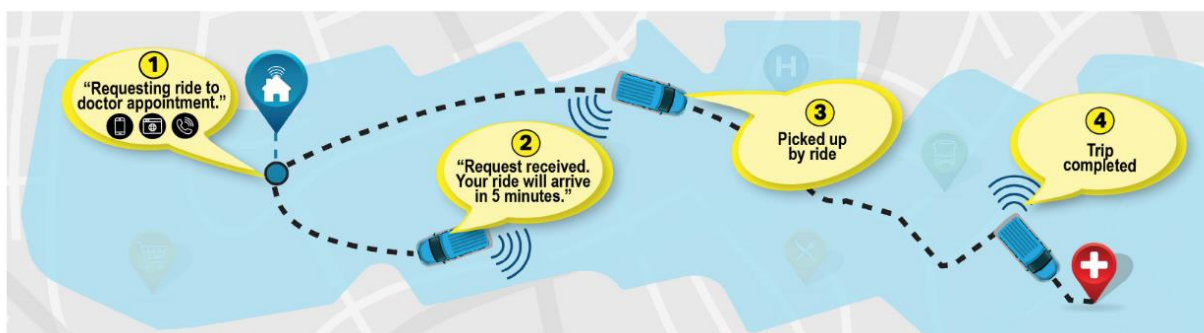 1
“Requesting ride to
doctor appointment.”
2
“Request received.
Your ride will arrive
in 5 minutes.”
3
Picked up
by ride
4
Trip
completed
H